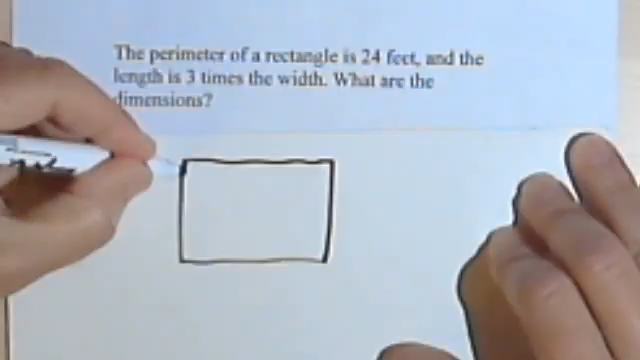 The perimeter of a rectangle is 24 feet, and the
length is 3 times the width. What are the
dimensions?